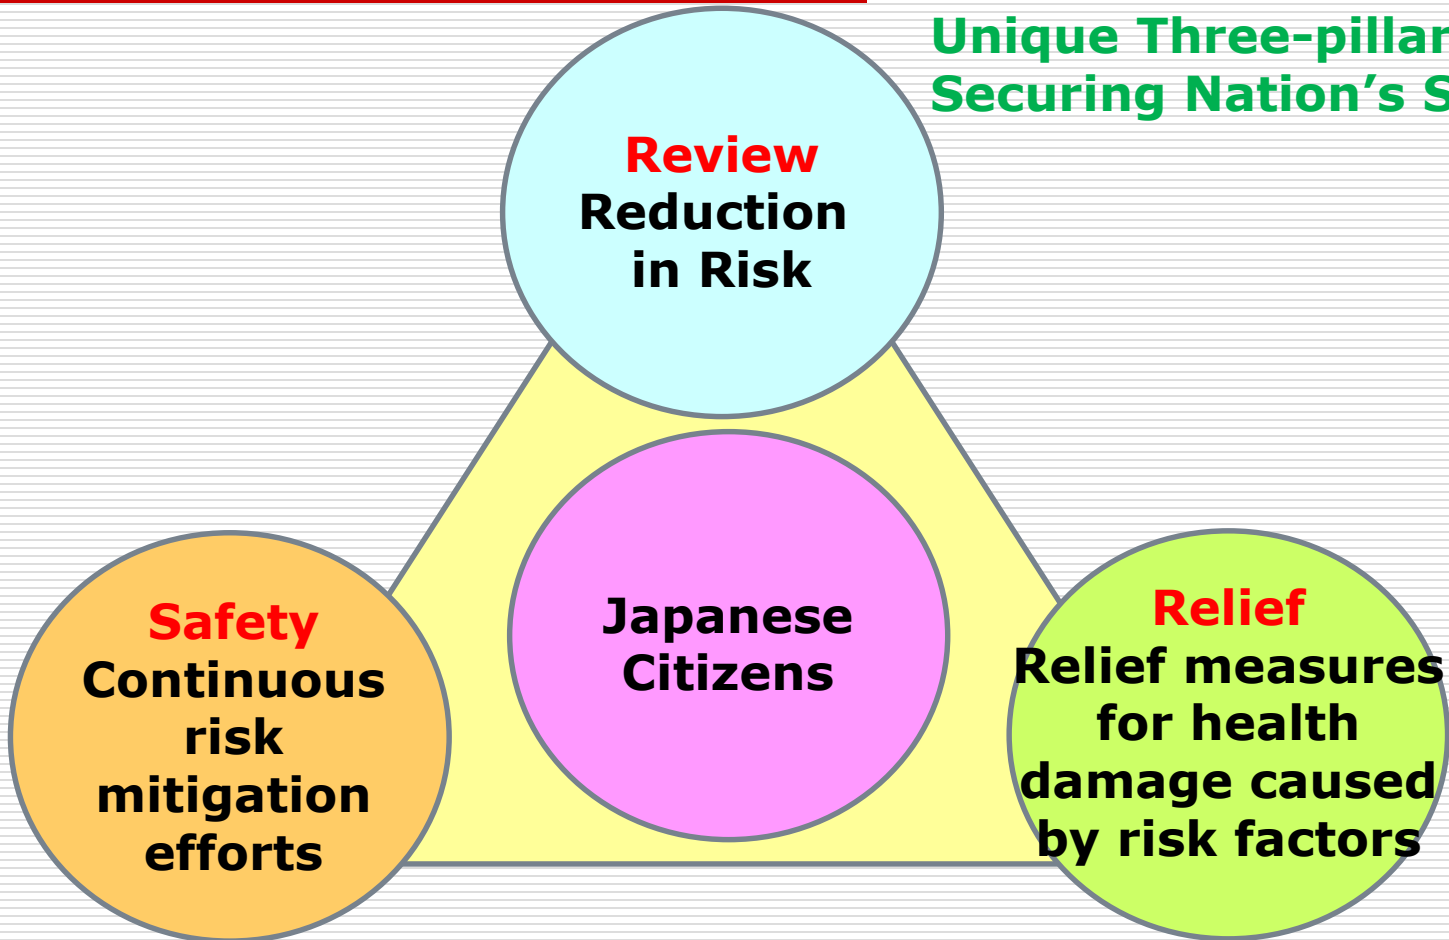 Unique Three-pillar
Securing Nation’s S
Review
Reduction
in Risk
Japanese
Citizens
Safety
Continuous
risk
mitigation
efforts
Relief
Relief measures
for health
damage caused
by risk factors